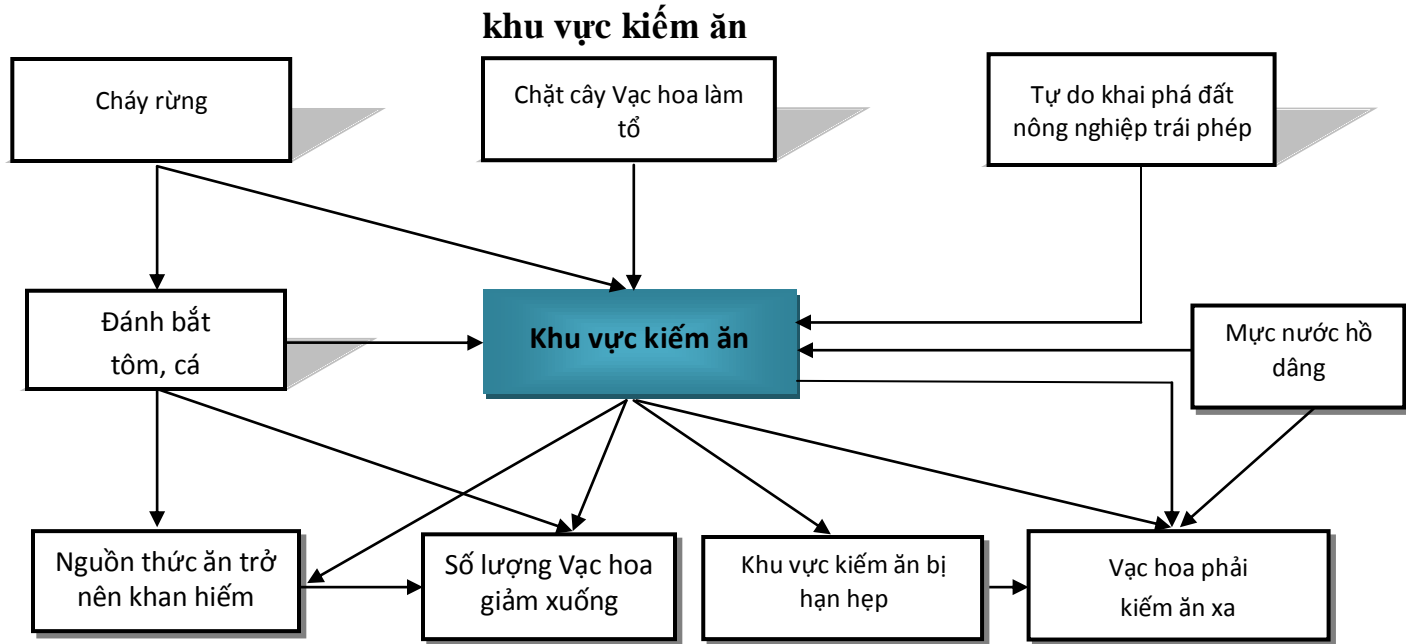 khu vực kiếm ăn
Cháy rừng
Chặt cây Vạc hoa làm
tổ
Tự do khai phá đất
nông nghiệp trái phép
Đánh bắt
tôm, cá
Khu vực kiếm ăn
Mực nước hồ
dâng
Nguồn thức ăn trở
nên khan hiếm
Số lượng Vạc hoa
giảm xuống
Khu vực kiếm ăn bị
hạn hẹp
Vạc hoa phải
kiếm ăn xa